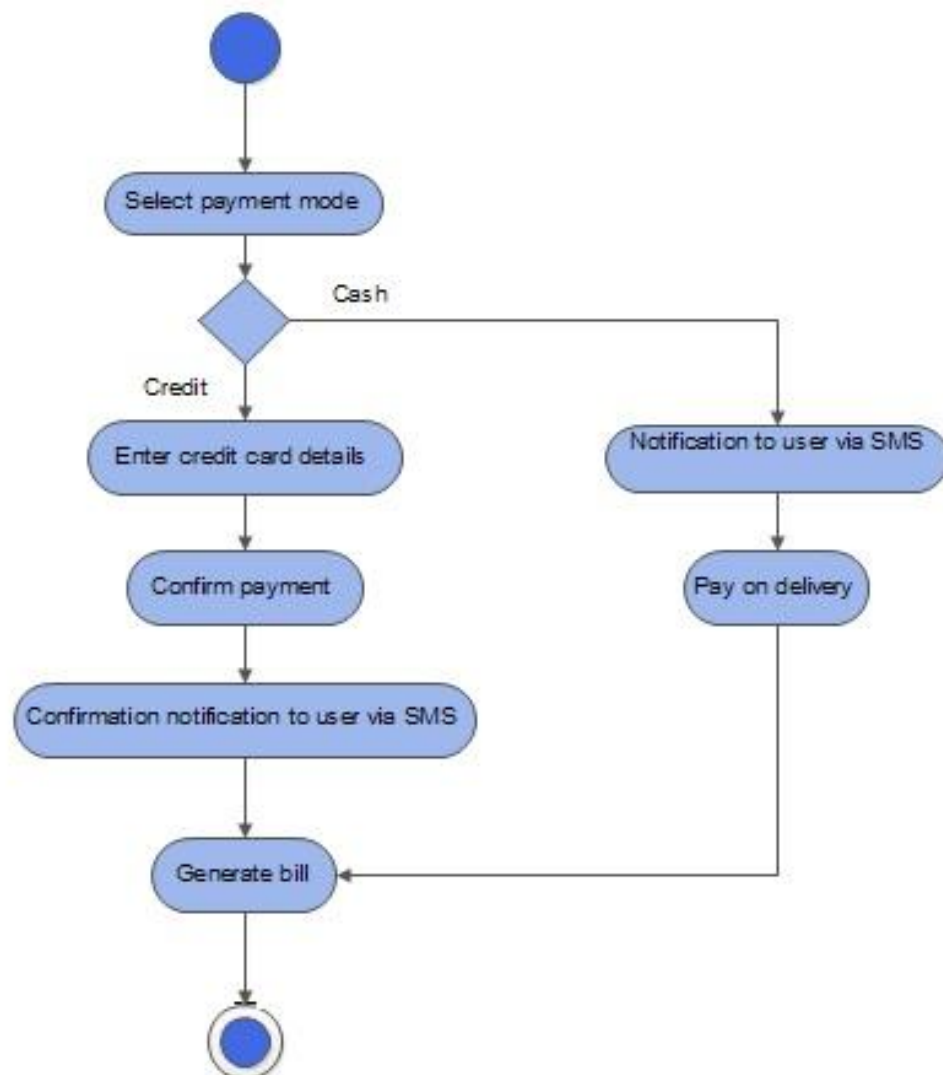 Select payment mode
Cash
Credit
Enter credit card details
Notification to user via SMS
Confirm payment
Pay on delivery
Confirmation notification to user via SMS
Generate bill